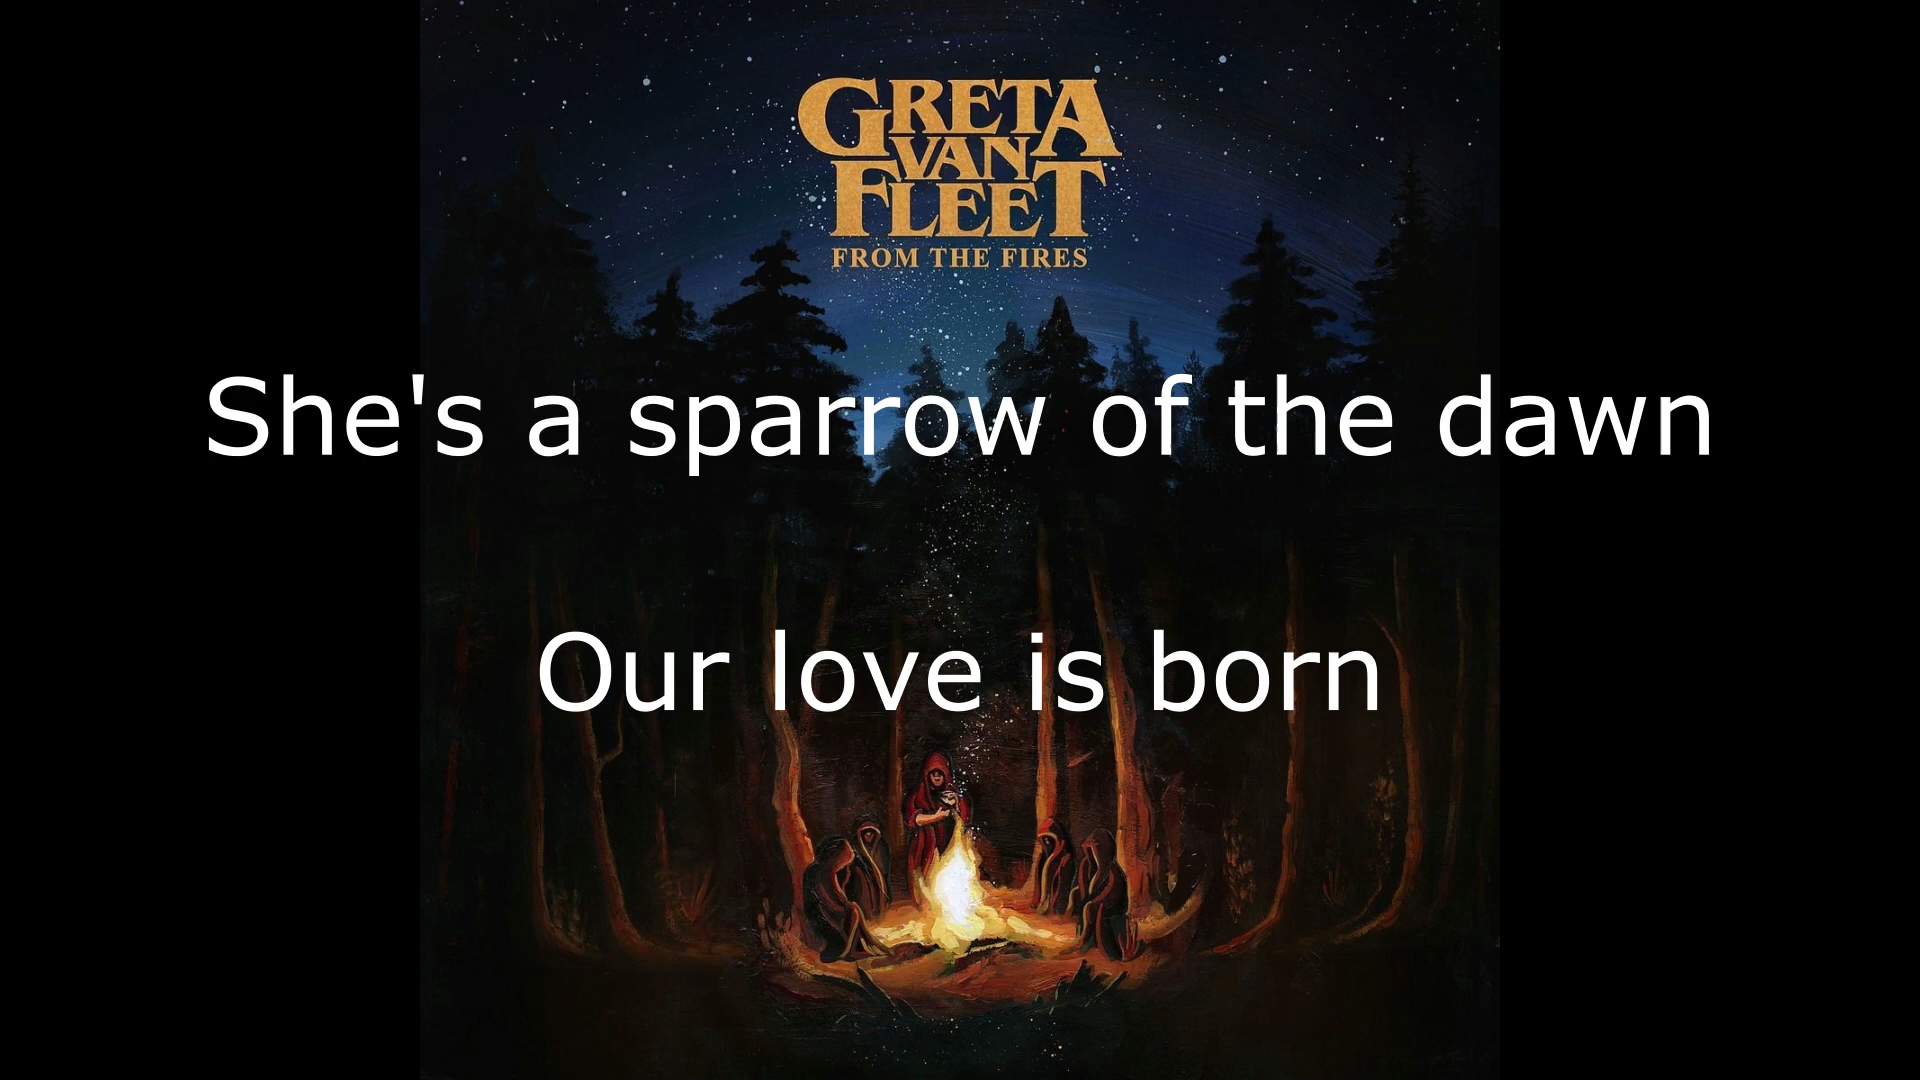 GRETA
VAN
FLEET
FROM THE FIRES
She's a sparrow of the dawn
Our love is born